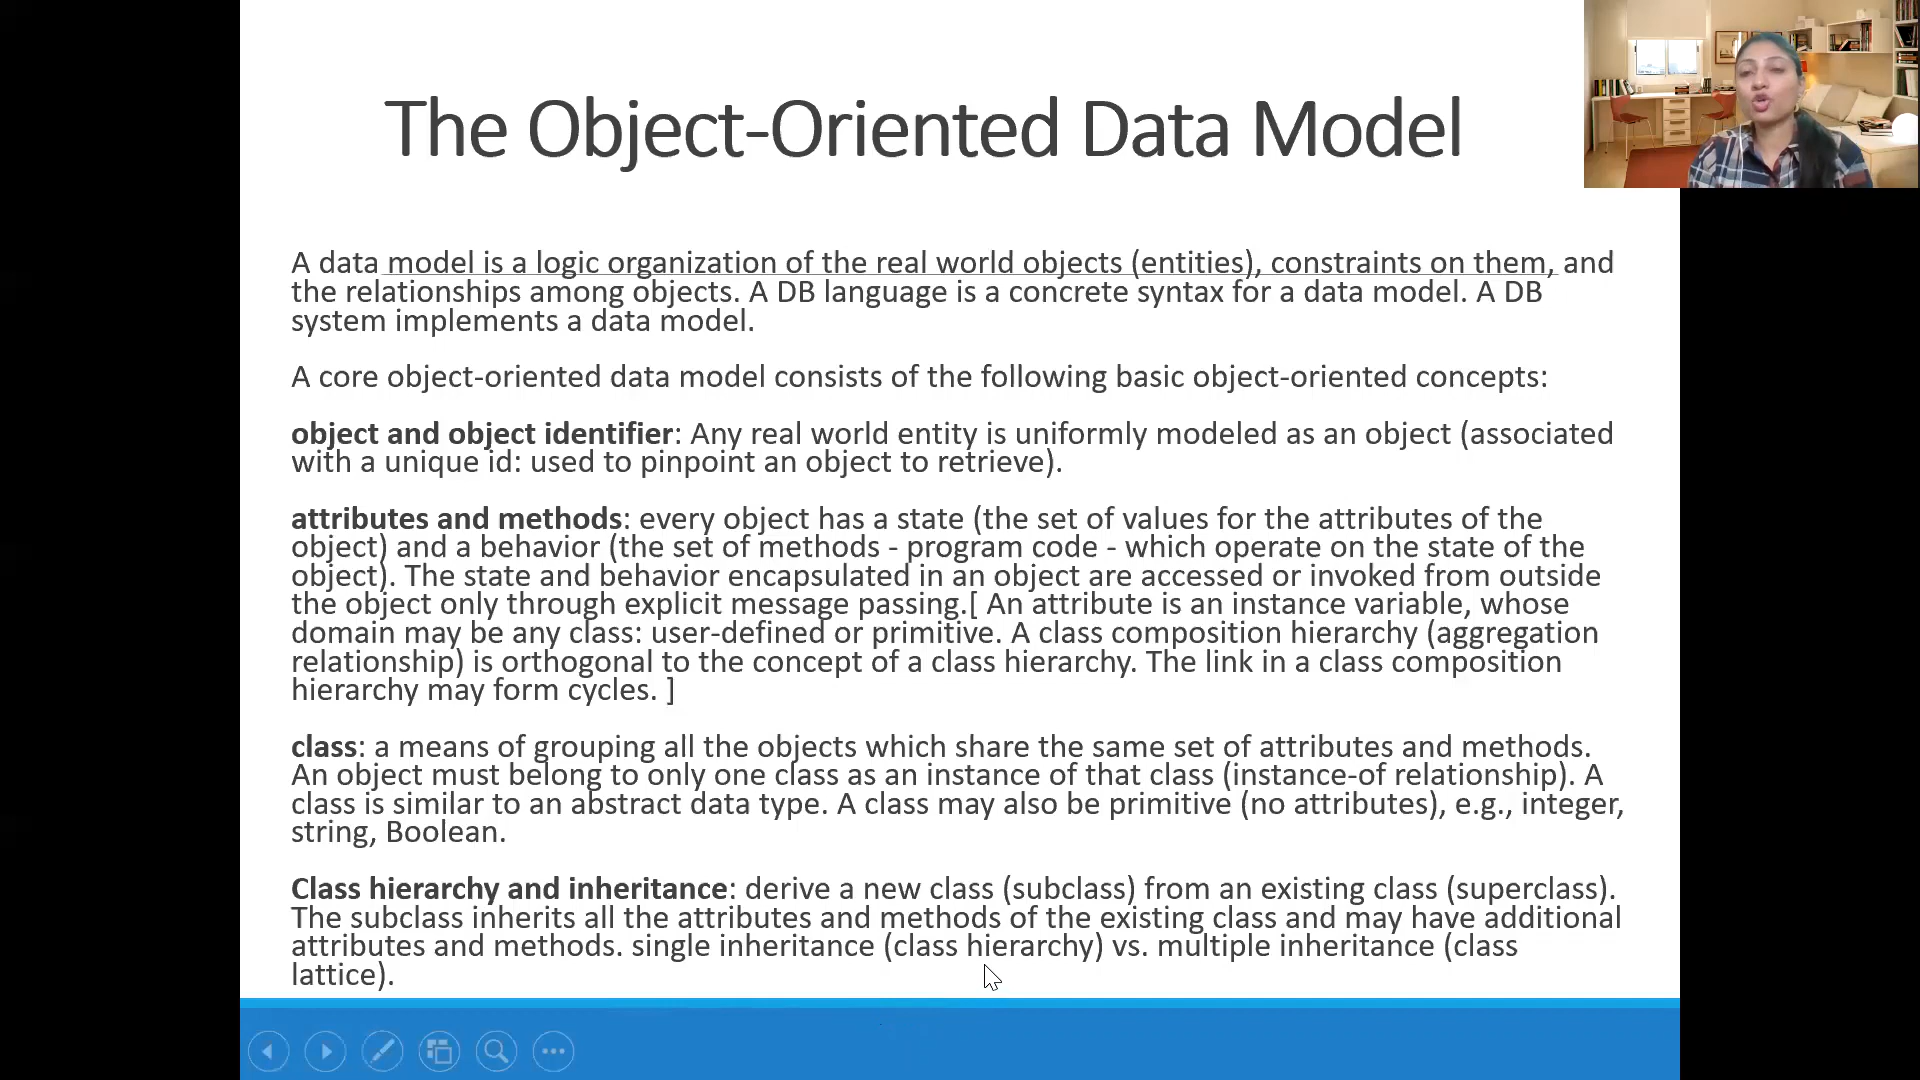 The Object-Oriented Data Model
A data model is a logic organization of the real world objects (entities), constraints on them, and
the relationships among objects. A DB language is a concrete syntax for a data model. A DB
system implements a data model.
A core object-oriented data model consists of the following basic object-oriented concepts:
object and object identifier: Any real world entity is uniformly modeled as an object (associated
with a unique id: used to pinpoint an object to retrieve).
attributes and methods: every object has a state (the set of values for the attributes of the
object) and a behavior (the set of methods - program code - which operate on the state of the
object). The state and behavior encapsulated in an object are accessed or invoked from outside
the object only through explicit message passing.[ An attribute is an instance variable, whose
domain may be any class: user-defined or primitive. A class composition hierarchy (aggregation
relationship) is orthogonal to the concept of a class hierarchy. The link in a class composition
hierarchy may form cycles. ]
class: a means of grouping all the objects which share the same set of attributes and methods.
An object must belong to only one class as an instance of that class (instance-of relationship). A
class is similar to an abstract data type. A class may also be primitive (no attributes), e.g., integer,
string, Boolean.
Class hierarchy and inheritance: derive a new class (subclass) from an existing class (superclass).
The subclass inherits all the attributes and methods of the existing class and may have additional
attributes and methods. single inheritance (class hierarchy) vs. multiple inheritance (class
lattice).